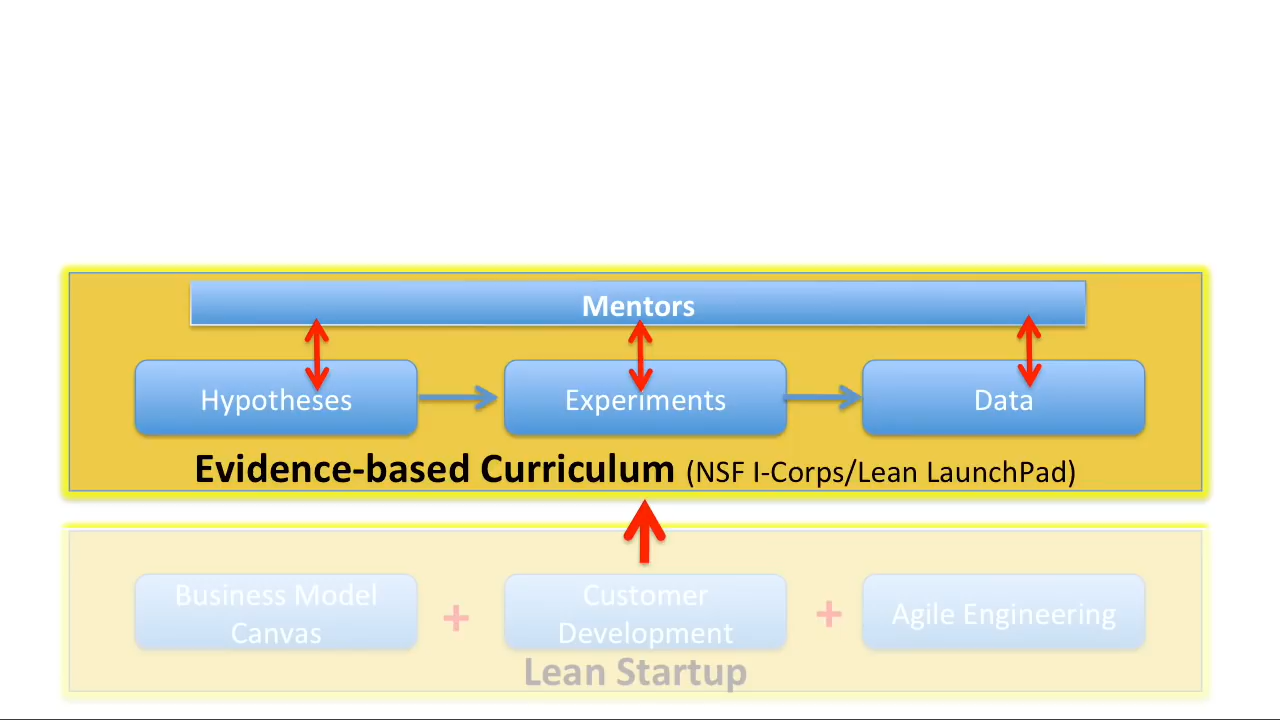 Mentors
Hypotheses
Experiments
Data
Evidence-based Curriculum (NSF I-Corps/Lean LaunchPad)
Business Model
Canvas
+
Customer
Development
+
Agile Engineering
Lean Startup